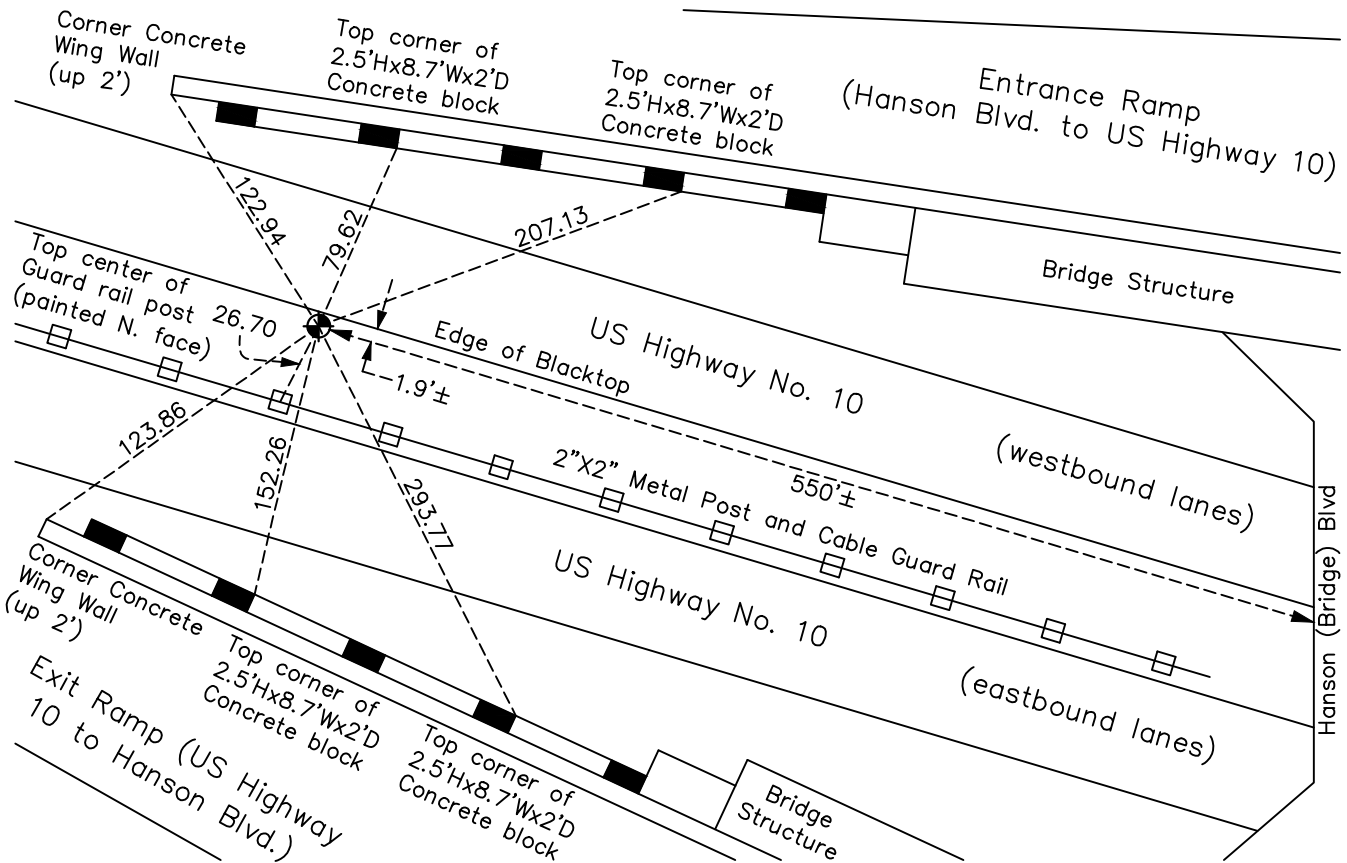 Corner Concrete
Wing Wall
(up 2')
Top corner of
2.5'Hx8.7'Wx2'D
Concrete block
Top corner of
2.5'Hx8.7'Wx2'D
Concrete block
Entrance Ramp
(Hanson Blvd. to US Highway 10)
122.94
79.62
207.13
Bridge Structure
Top center of
Guard rail post
(painted N. face)
26.70
1.9'±
Edge of Blacktop
US Highway No. 10
(westbound lanes)
550'±
123.86
152.26
293.77
2"X2" Metal Post and Cable Guard Rail
US Highway No. 10
(eastbound lanes)
Hanson (Bridge) Blvd
Corner Concrete
Wing Wall
(up 2')
Top corner of
2.5'Hx8.7'Wx2'D
Concrete block
Top corner of
2.5'Hx8.7'Wx2'D
Concrete block
Exit Ramp (US Highway
10 to Hanson Blvd.)
Bridge
Structure